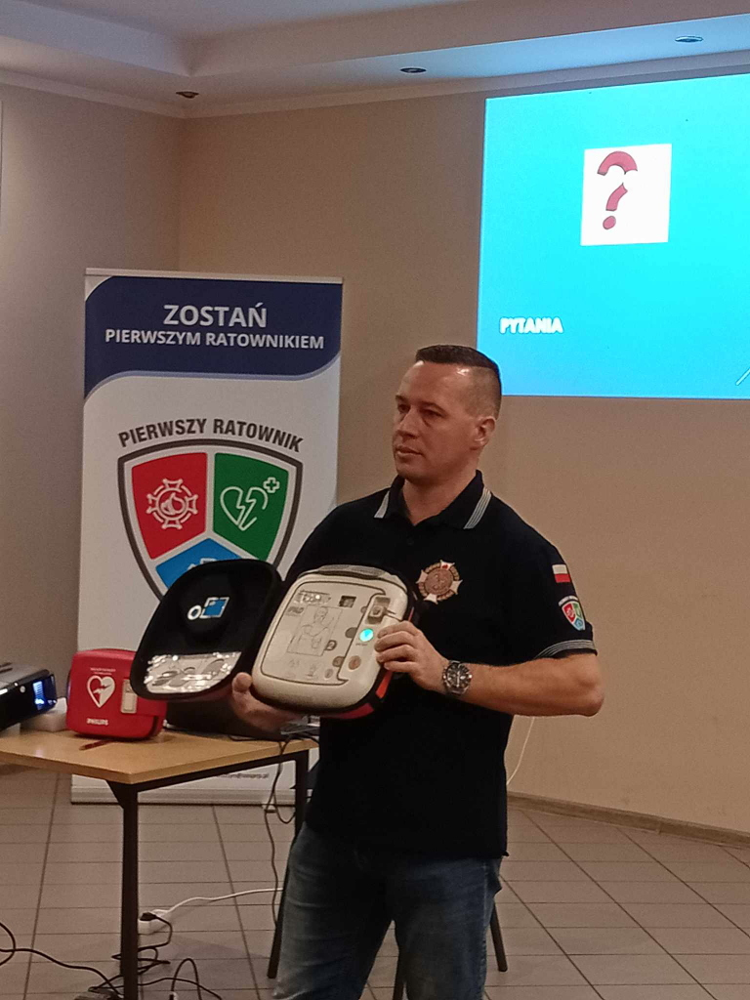 PYTANIA
ZOSTAŃ
PIERWSZYM RATOWNIKIEM
PIERWSZY RATOWNIK
PHILIPS